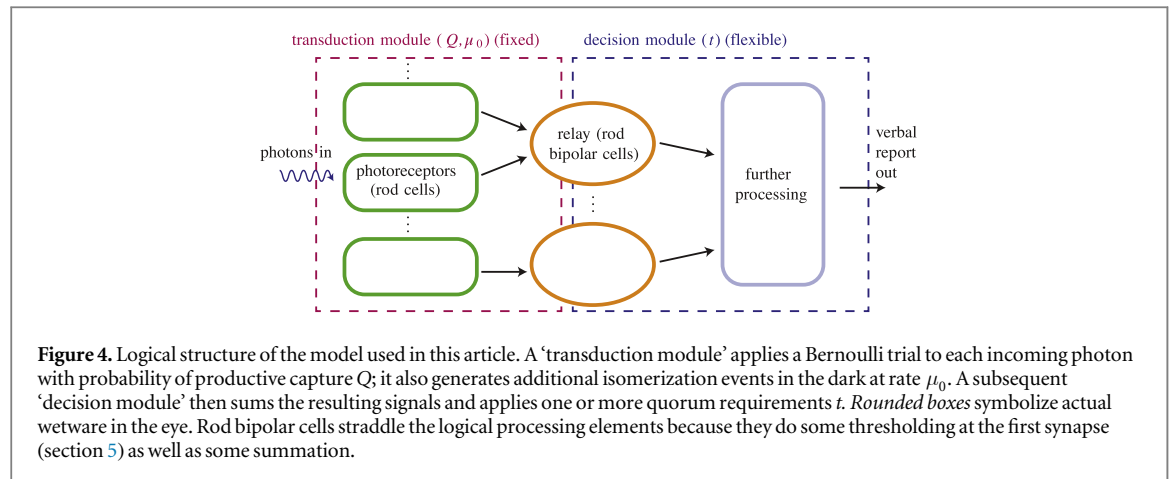 transduction module (Q, μ0) (fixed)
decision module (t) (flexible)
photons in
photoreceptors
(rod cells)
relay (rod
bipolar cells)
further
processing
verbal
report
out
Figure 4. Logical structure of the model used in this article. A ‘transduction module’ applies a Bernoulli trial to each incoming photon
with probability of productive capture Q; it also generates additional isomerization events in the dark at rate μ0. A subsequent
‘decision module’ then sums the resulting signals and applies one or more quorum requirements t. Rounded boxes symbolize actual
wetware in the eye. Rod bipolar cells straddle the logical processing elements because they do some thresholding at the first synapse
(section 5) as well as some summation.